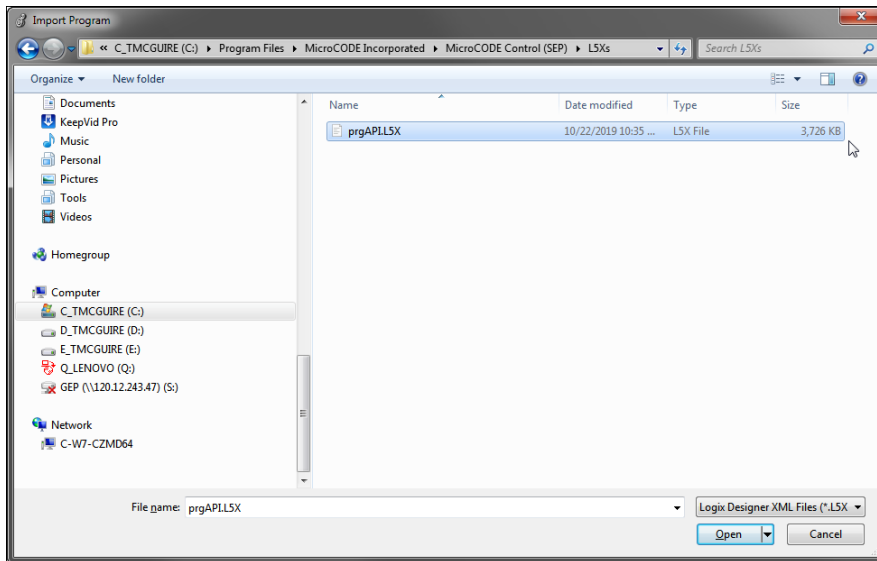 Import Program
« C_TMCGUIRE (C:) ▸ Program Files ▸ MicroCODE Incorporated ▸ MicroCODE Control (SEP) ▸ L5Xs
Search L5Xs
Organize New folder
Name Date modified Type Size
prgAPI.L5X 10/22/2019 10:35 ... L5X File 3,726 KB
Documents
KeepVid Pro
Music
Personal
Pictures
Tools
Videos
Homegroup
Computer
C_TMCGUIRE (C:)
D_TMCGUIRE (D:)
E_TMCGUIRE (E:)
Q_LENOVO (Q:)
GEP (\\120.12.243.47) (S:)
Network
C-W7-CZMD64
File name: prgAPI.L5X
Logix Designer XML Files (*.L5X
Open Cancel